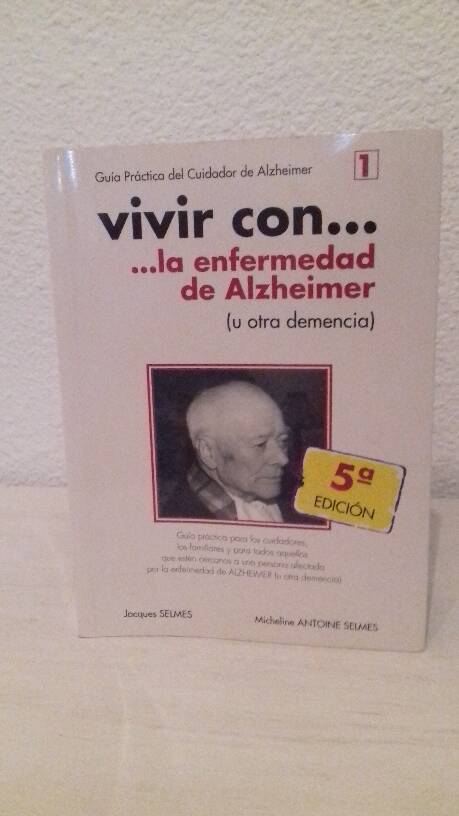 Guía Práctica del Cuidador de Alzheimer
1
vivir con...
...la enfermedad
de Alzheimer
(u otra demencia)
5ª
EDICIÓN
Guía práctica para los cuidadores,
los familiares y para todos aquellos
que estén cercanos a una persona afectada
por la enfermedad de ALZHEIMER (u otra demencia)
Jacques SELMES
Micheline ANTOINE SELMES